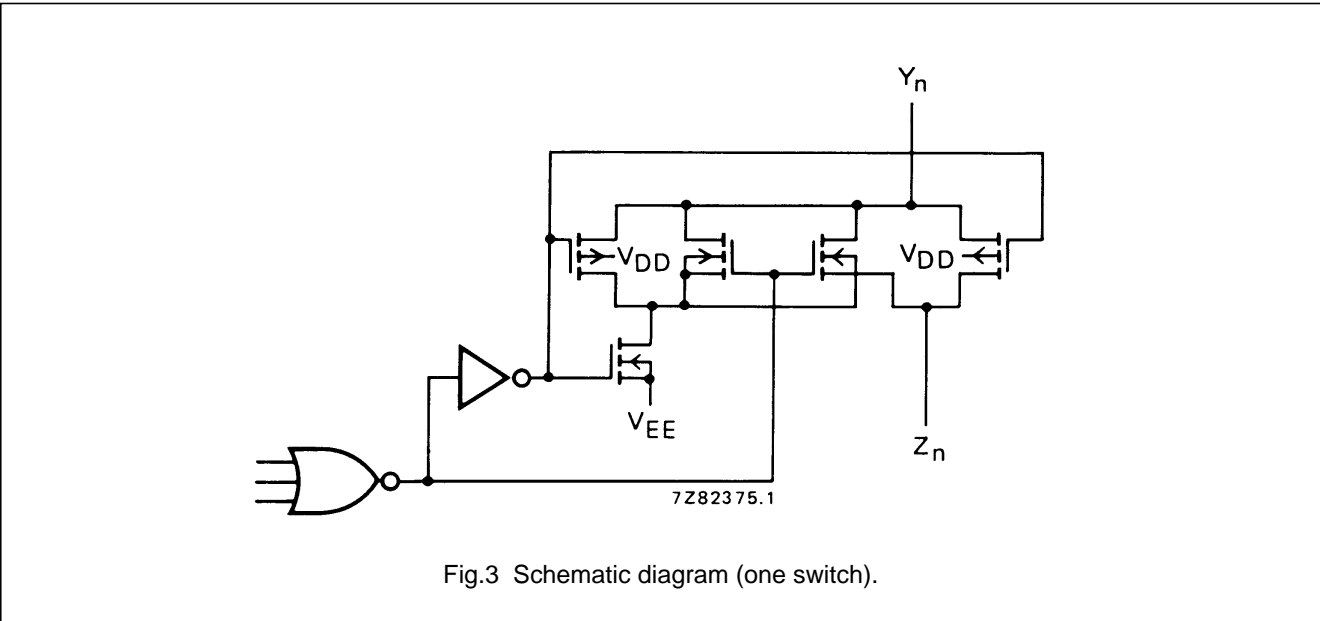 Yn
VDD
VDD
VEE
Zn
7Z82375.1
Fig.3 Schematic diagram (one switch).